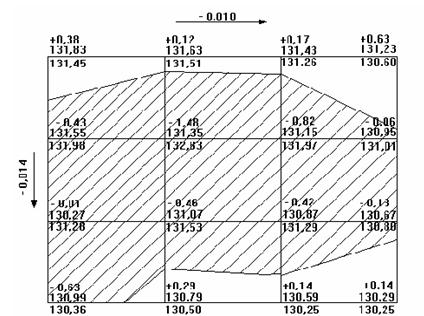 - 0.010
+0,38 +0,12 +0,17 +0,63
131,83 131,63 131,43 131,23
131,45 131,51 131.26 130.60
- 0,43 -1,48 - 0,82 - 0,06
131,55 131,35 131,15 130,95
131,98 132,83 131,97 131,01
-0,014
- 0,01 - 0,46 - 0,42 - 0,13
130,27 131,07 130,87 130,67
131,28 131,53 131,29 130,80
- 0,63 +0,29 +0,14 +0,14
130,99 130,79 130,59 130,29
130,36 130,50 130,25 130,25